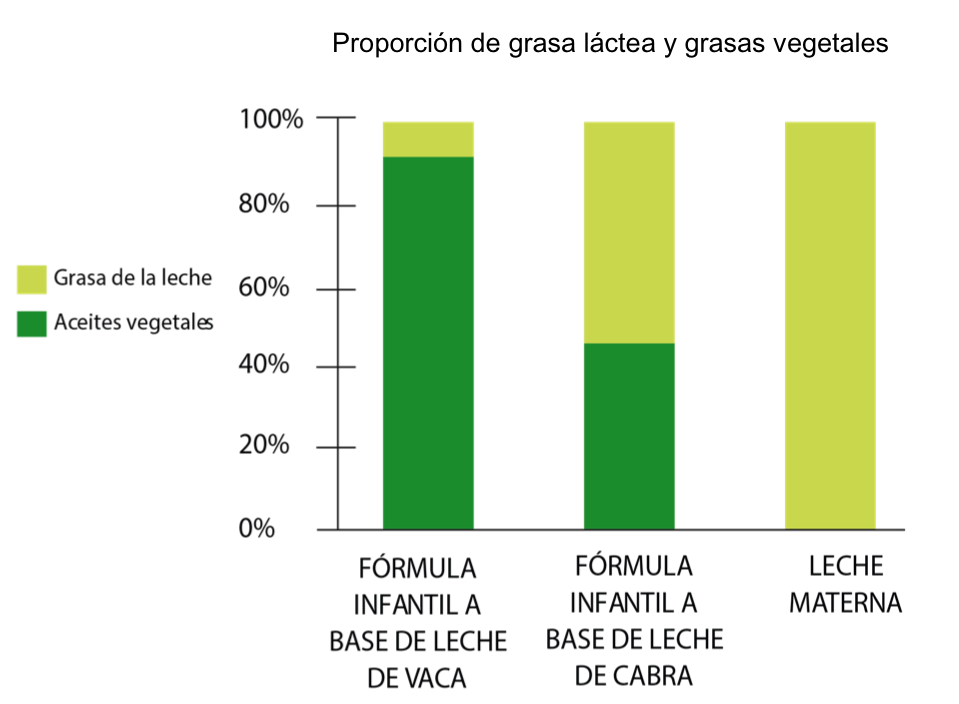 Proporción de grasa láctea y grasas vegetales
100%
80%
60%
40%
20%
0%
Grasa de la leche
Aceites vegetales
FÓRMULA
INFANTIL A
BASE DE LECHE
DE VACA
FÓRMULA
INFANTIL A
BASE DE LECHE
DE CABRA
LECHE
MATERNA